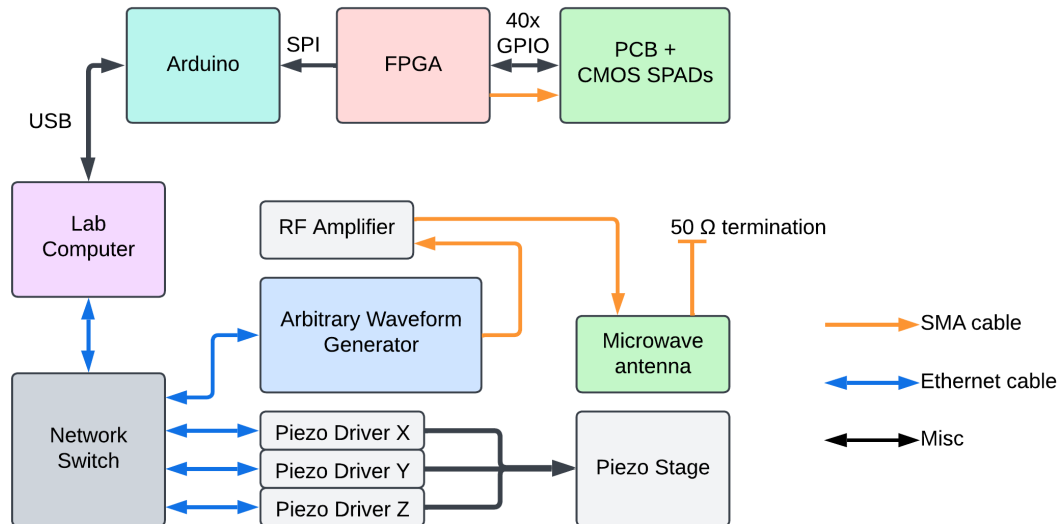 Arduino
SPI
FPGA
40x
GPIO
PCB +
CMOS SPADs
USB
Lab
Computer
RF Amplifier
50 Ω termination
Arbitrary Waveform
Generator
Microwave
antenna
SMA cable
Ethernet cable
Misc
Network
Switch
Piezo Driver X
Piezo Driver Y
Piezo Driver Z
Piezo Stage